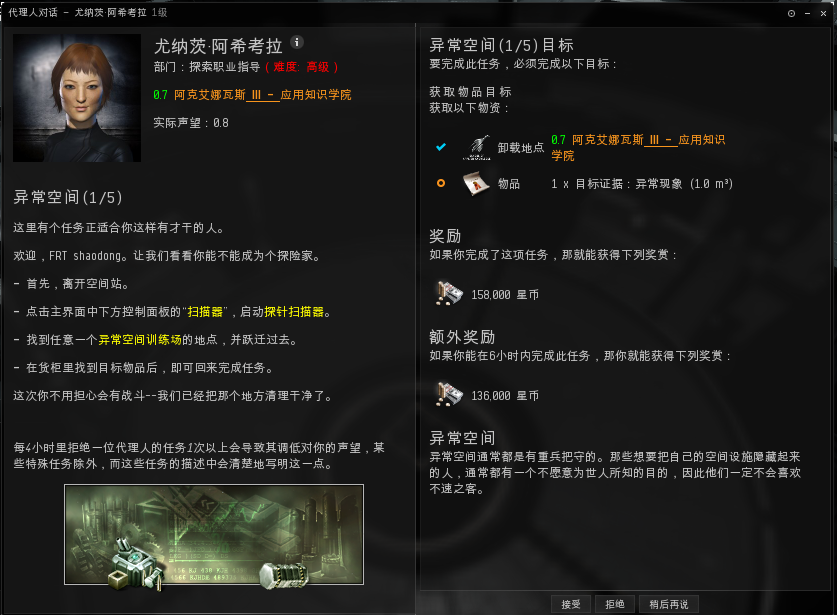 代理人对话 - 尤纳茨·阿希考拉 1级
尤纳茨·阿希考拉
部门：探索职业指导 ( 难度: 高级 )
0.7 阿克艾娜瓦斯 III - 应用知识学院
实际声望：0.8
异常空间(1/5)
这里有个任务正适合你这样有才干的人。
欢迎，FRT shaodong。让我们看看你能不能成为个探险家。
- 首先，离开空间站。
- 点击主界面中下方控制面板的“扫描器”，启动探针扫描器。
- 找到任意一个异常空间训练场的地点，并跃迁过去。
- 在货柜里找到目标物品后，即可回来完成任务。
这次你不用担心会有战斗--我们已经把那个地方清理干净了。
每4小时里拒绝一位代理人的任务1次以上会导致其调低对你的声望，某
些特殊任务除外，而这些任务的描述中会清楚地写明这一点。
异常空间(1/5)目标
要完成此任务，必须完成以下目标：
获取物品目标
获取以下物资：
卸载地点 0.7 阿克艾娜瓦斯 III - 应用知识
学院
物品 1 x 目标证据：异常现象 (1.0 m³)
奖励
如果你完成了这项任务，那就能获得下列奖赏：
158,000 星币
额外奖励
如果你能在6小时内完成此任务，那你就能获得下列奖赏：
136,000 星币
异常空间
异常空间通常都是有重兵把守的。那些想要把自己的空间设施隐藏起来
的人，通常都有一个不愿意为世人所知的目的，因此他们一定不会喜欢
不速之客。
接受 拒绝 稍后再说